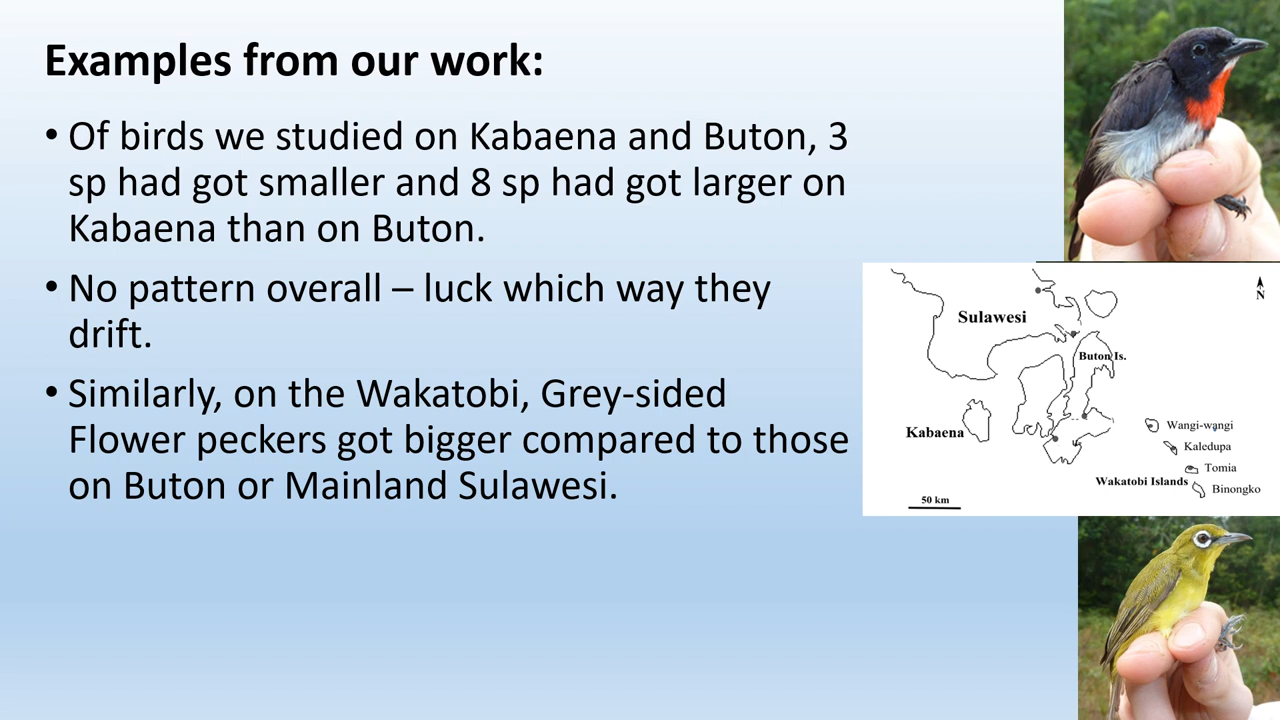 Examples from our work:
• Of birds we studied on Kabaena and Buton, 3
sp had got smaller and 8 sp had got larger on
Kabaena than on Buton.
• No pattern overall – luck which way they
drift.
• Similarly, on the Wakatobi, Grey-sided
Flower peckers got bigger compared to those
on Buton or Mainland Sulawesi.
N
Sulawesi
Buton Is.
Kabaena
Wangi-wangi
Kaledupa
Tomia
Wakatobi Islands
Binongko
50 km